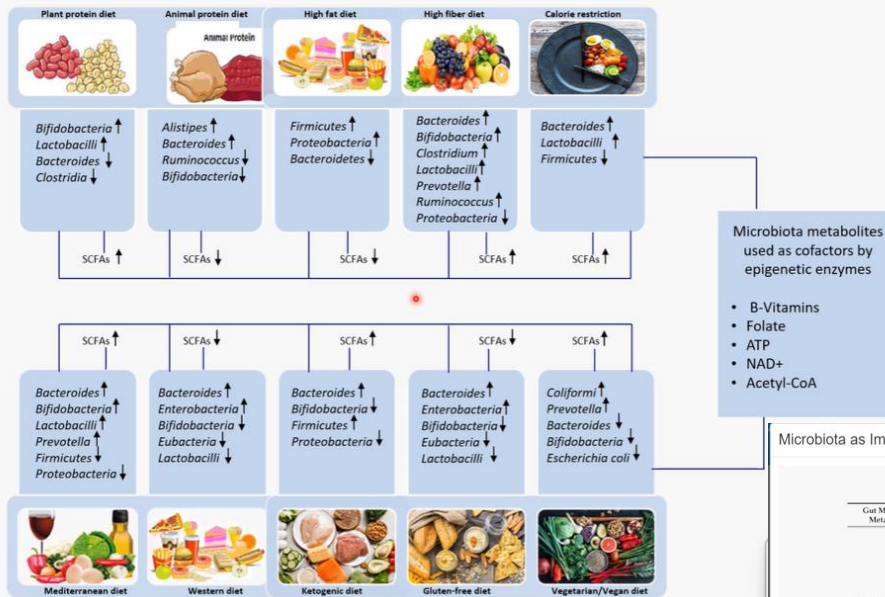 Plant protein diet
Animal protein diet
High fat diet
High fiber diet
Calorie restriction
Animal Protein
Bifidobacteria ↑
Lactobacilli ↑
Bacteroides ↓
Clostridia ↓
Alistipes ↑
Bacteroides ↑
Ruminococcus ↓
Bifidobacteria ↓
Firmicutes ↑
Proteobacteria ↑
Bacteroidetes ↓
Bacteroides ↑
Bifidobacteria ↑
Clostridium ↑
Lactobacilli ↑
Prevotella ↑
Ruminococcus ↑
Proteobacteria ↓
Bacteroides ↑
Lactobacilli ↑
Firmicutes ↓
SCFAs ↑
SCFAs ↓
SCFAs ↓
SCFAs ↑
SCFAs ↑
Microbiota metabolites
used as cofactors by
epigenetic enzymes
• B-Vitamins
• Folate
• ATP
• NAD+
• Acetyl-CoA
SCFAs ↑
SCFAs ↓
SCFAs ↑
SCFAs ↓
SCFAs ↑
Bacteroides ↑
Bifidobacteria ↑
Lactobacilli ↑
Prevotella ↑
Firmicutes ↓
Proteobacteria ↓
Bacteroides ↑
Enterobacteria ↑
Bifidobacteria ↓
Eubacteria ↓
Lactobacilli ↓
Bacteroides ↑
Bifidobacteria ↓
Firmicutes ↑
Proteobacteria ↓
Bacteroides ↑
Enterobacteria ↑
Bifidobacteria ↓
Eubacteria ↓
Lactobacilli ↓
Coliformi ↑
Prevotella ↑
Bacteroides ↓
Bifidobacteria ↓
Escherichia coli ↓
Mediterranean diet
Western diet
Ketogenic diet
Gluten-free diet
Vegetarian/Vegan diet
Microbiota as Im
Gut M
Meta